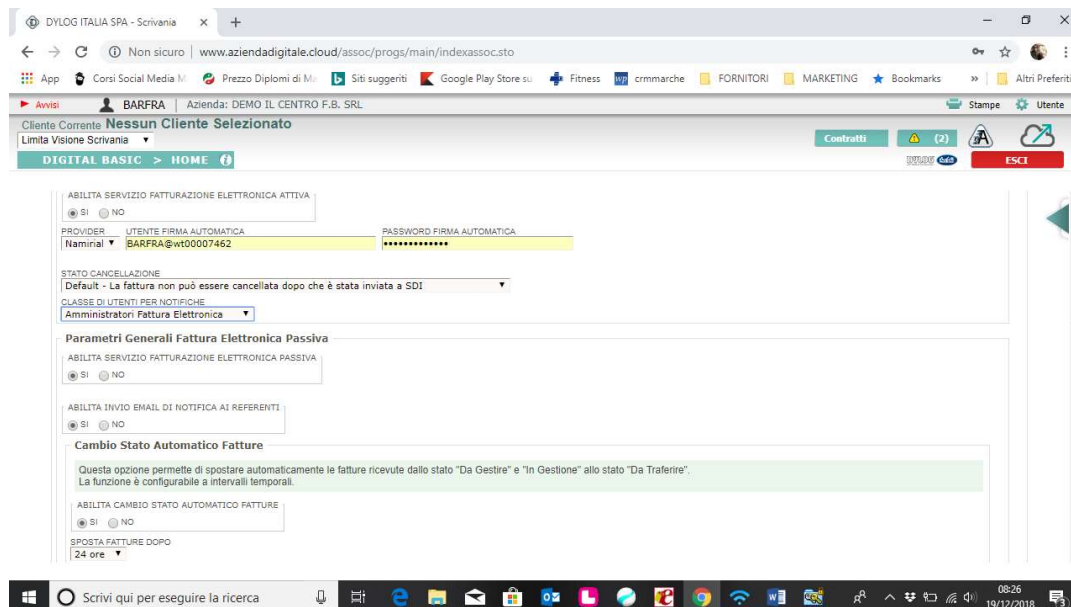 DYLOG ITALIA SPA - Scrivania
Non sicuro | www.aziendadigitale.cloud/assoc/progs/main/indexassoc.sto
App Corsi Social Media M Prezzo Diplomi di Ma Siti suggeriti Google Play Store su Fitness crmmarche FORNITORI MARKETING Bookmarks » Altri Preferiti
Avvisi BARFRA | Azienda: DEMO IL CENTRO F.B. SRL Stampe Utente
Cliente Corrente Nessun Cliente Selezionato
Limita Visione Scrivania Contratti (2)
DIGITAL BASIC > HOME DYLOG ESCI
ABILITA SERVIZIO FATTURAZIONE ELETTRONICA ATTIVA
SI NO
PROVIDER UTENTE FIRMA AUTOMATICA PASSWORD FIRMA AUTOMATICA
Namirial BARFRA@wt00007462 •••••••••••••
STATO CANCELLAZIONE
Default - La fattura non può essere cancellata dopo che è stata inviata a SDI
CLASSE DI UTENTI PER NOTIFICHE
Amministratori Fattura Elettronica
Parametri Generali Fattura Elettronica Passiva
ABILITA SERVIZIO FATTURAZIONE ELETTRONICA PASSIVA
SI NO
ABILITA INVIO EMAIL DI NOTIFICA AI REFERENTI
SI NO
Cambio Stato Automatico Fatture
Questa opzione permette di spostare automaticamente le fatture ricevute dallo stato "Da Gestire" e "In Gestione" allo stato "Da Traferire".
La funzione è configurabile a intervalli temporali.
ABILITA CAMBIO STATO AUTOMATICO FATTURE
SI NO
SPOSTA FATTURE DOPO
24 ore
Scrivi qui per eseguire la ricerca 08:26
19/12/2018